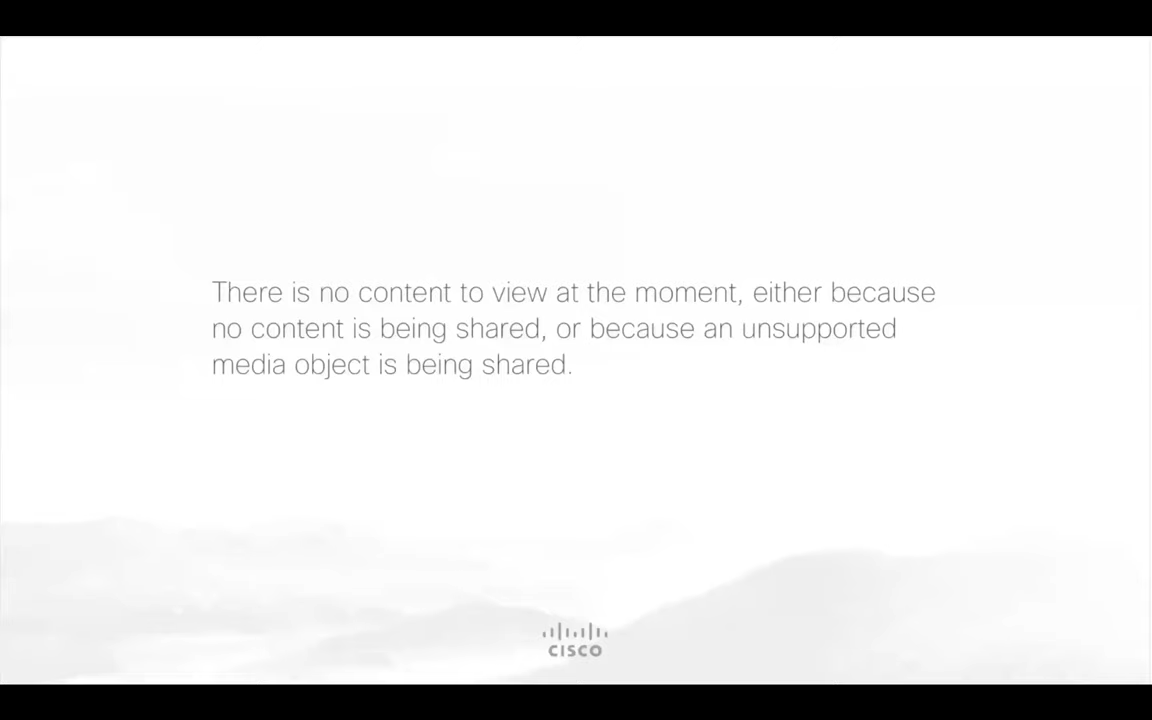 There is no content to view at the moment, either because
no content is being shared, or because an unsupported
media object is being shared.
CISCO